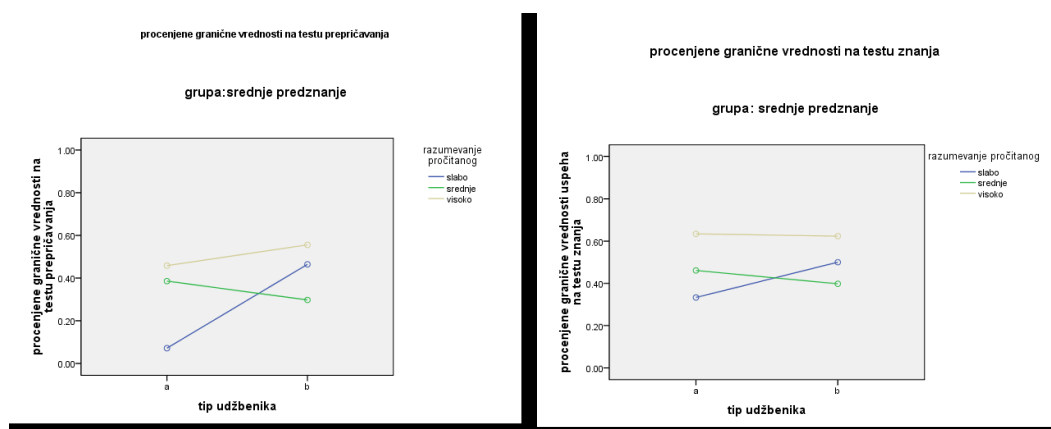 procenjene granične vrednosti na testu prepričavanja
grupa:srednje predznanje
procenjene granične vrednosti na
testu prepričavanja
1.00
0.80
0.60
0.40
0.20
0.00
a
b
tip udžbenika
razumevanje
pročitanog
slabo
srednje
visoko
procenjene granične vrednosti na testu znanja
grupa: srednje predznanje
procenjene granične vrednosti uspeha
na testu znanja
1.00
0.80
0.60
0.40
0.20
0.00
a
b
tip udžbenika
razumevanje pročitanog
slabo
srednje
visoko